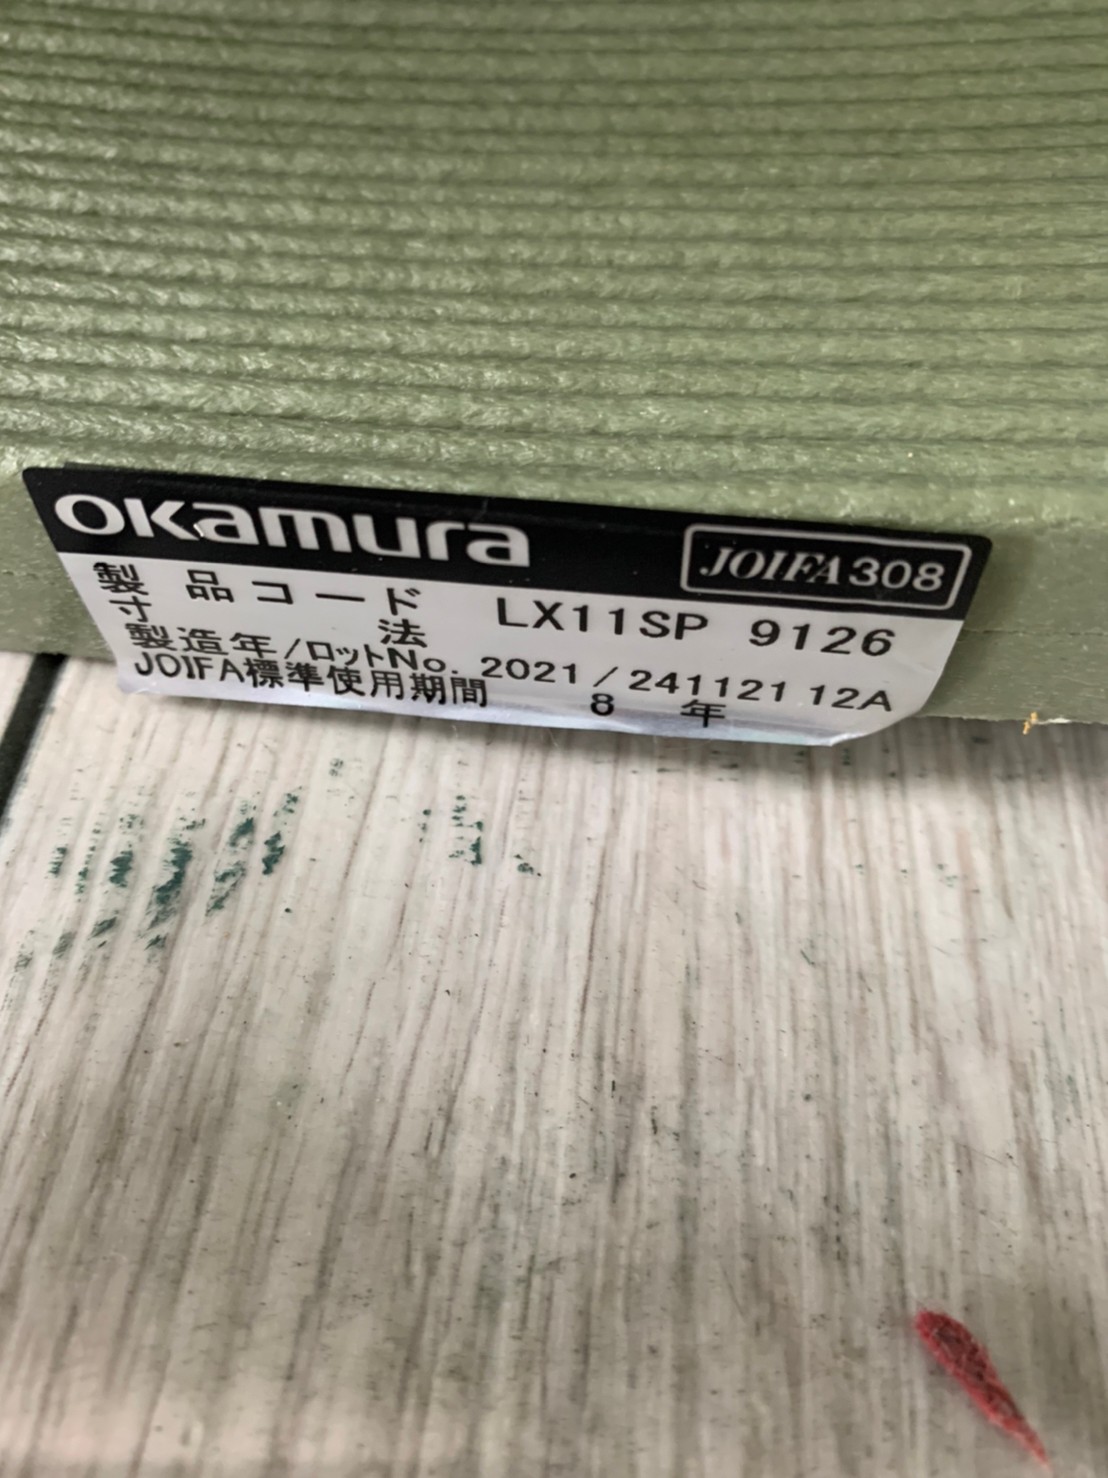 OKamura JOIFA308
製品コード LX11SP 9126
寸法
製造年/ロットNo. 2021/241121 12A
JOIFA標準使用期間 8 年